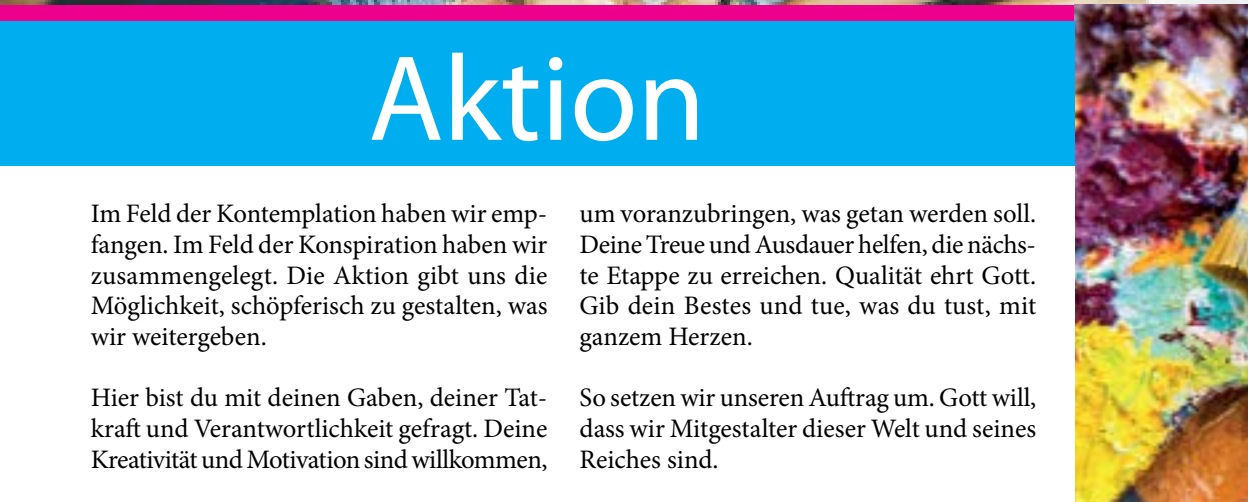 Aktion
Im Feld der Kontemplation haben wir emp-
fangen. Im Feld der Konspiration haben wir
zusammengelegt. Die Aktion gibt uns die
Möglichkeit, schöpferisch zu gestalten, was
wir weitergeben.
Hier bist du mit deinen Gaben, deiner Tat-
kraft und Verantwortlichkeit gefragt. Deine
Kreativität und Motivation sind willkommen,
um voranzubringen, was getan werden soll.
Deine Treue und Ausdauer helfen, die nächs-
te Etappe zu erreichen. Qualität ehrt Gott.
Gib dein Bestes und tue, was du tust, mit
ganzem Herzen.
So setzen wir unseren Auftrag um. Gott will,
dass wir Mitgestalter dieser Welt und seines
Reiches sind.